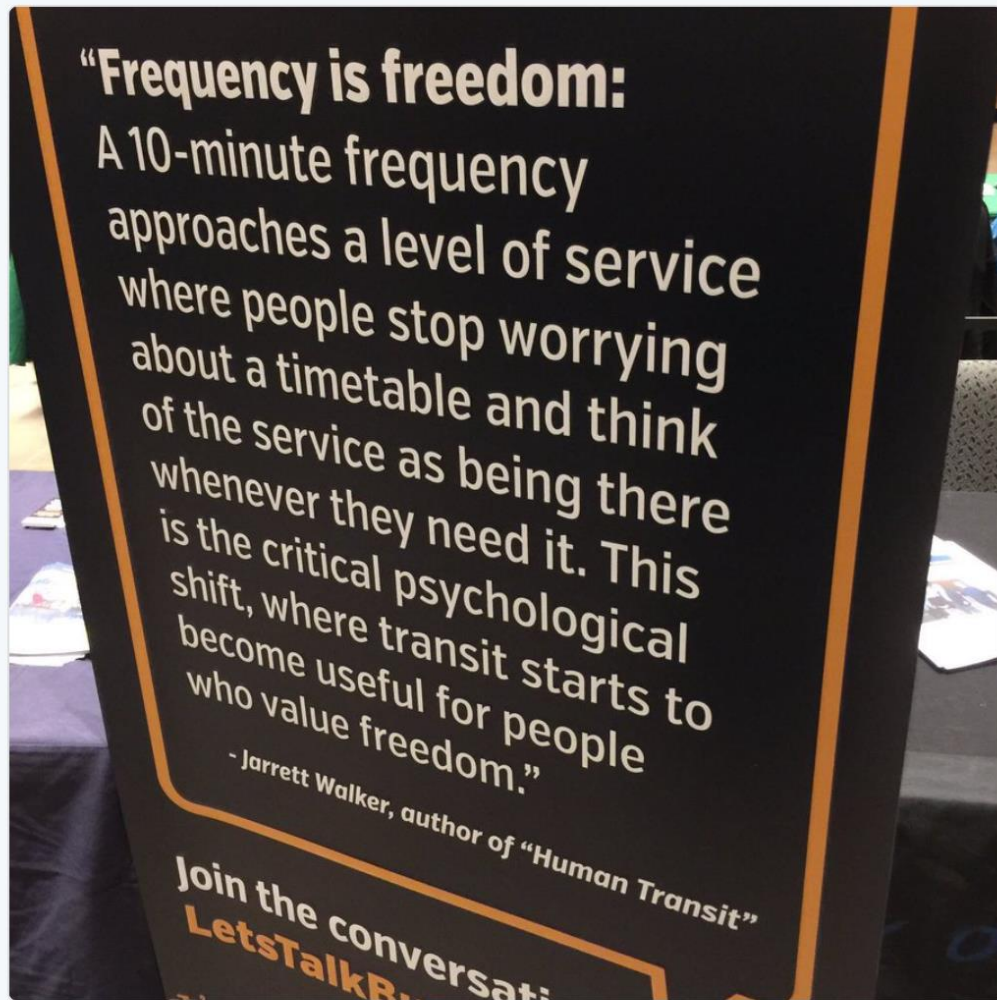 “Frequency is freedom:
A 10-minute frequency
approaches a level of service
where people stop worrying
about a timetable and think
of the service as being there
whenever they need it. This
is the critical psychological
shift, where transit starts to
become useful for people
who value freedom.”
- Jarrett Walker, author of “Human Transit”
Join the